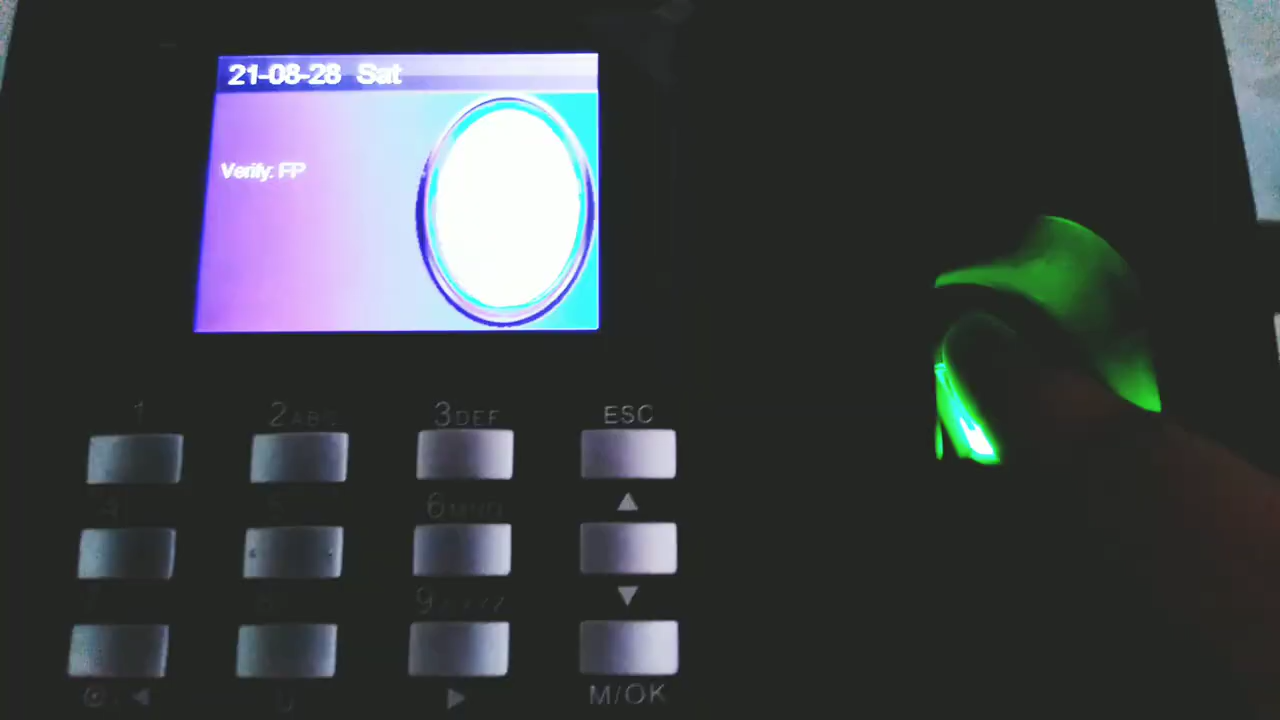 21-08-28 Sat
Verify: FP
1 2ABC 3DEF ESC
6MNO
9WXYZ
M/OK